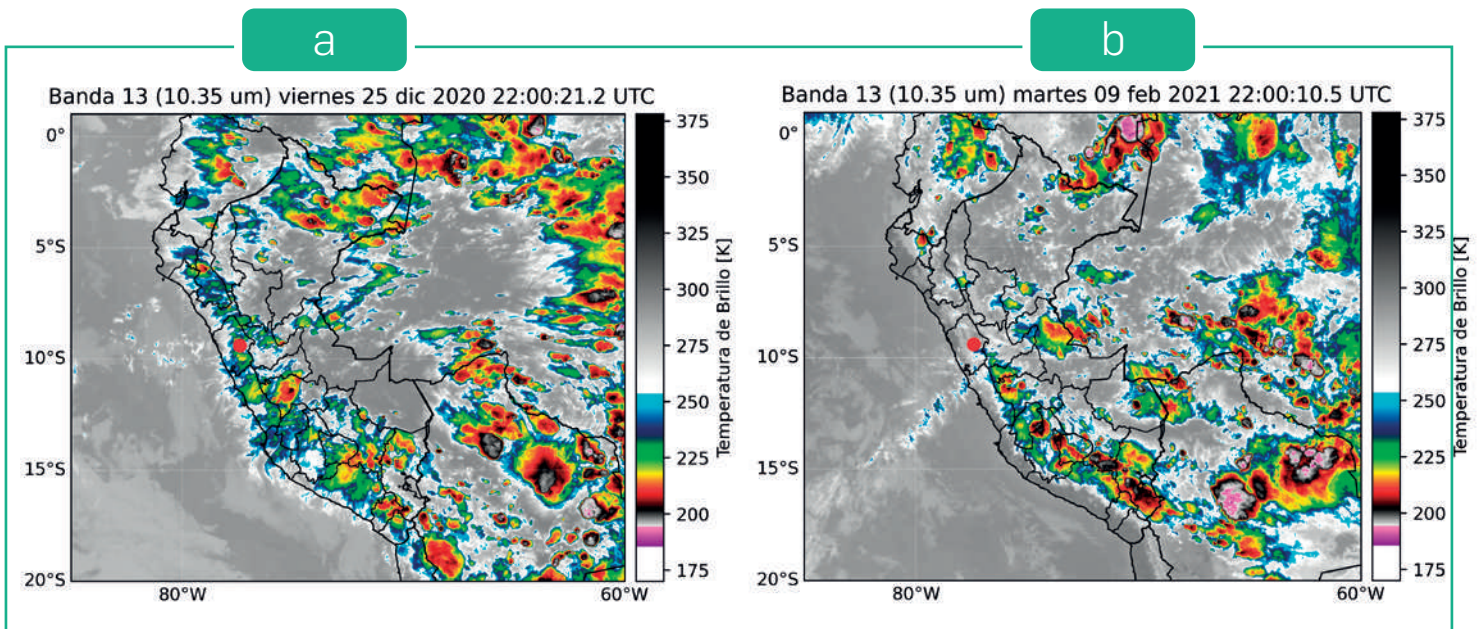 a
b
Banda 13 (10.35 um) viernes 25 dic 2020 22:00:21.2 UTC
0°
5°S
10°S
15°S
20°S
80°W
60°W
375
350
325
300
275
250
225
200
175
Temperatura de Brillo [K]
Banda 13 (10.35 um) martes 09 feb 2021 22:00:10.5 UTC
0°
5°S
10°S
15°S
20°S
80°W
60°W
375
350
325
300
275
250
225
200
175
Temperatura de Brillo [K]